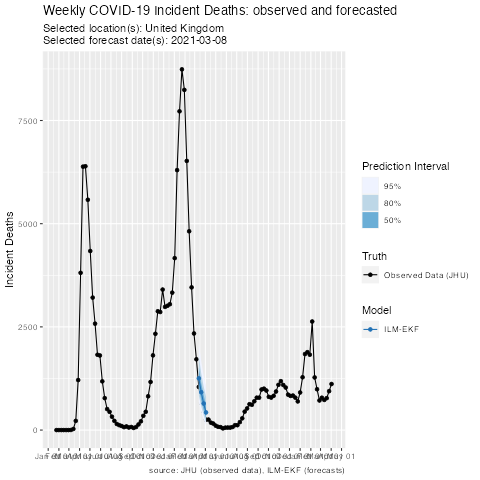 Weekly COVID-19 Incident Deaths: observed and forecasted
Selected location(s): United Kingdom
Selected forecast date(s): 2021-03-08
Incident Deaths
7500
5000
2500
0
source: JHU (observed data), ILM-EKF (forecasts)
Prediction Interval
95%
80%
50%
Truth
Observed Data (JHU)
Model
ILM-EKF